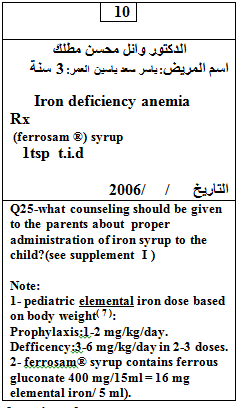 10
الدكتور وائل محسن مطلك
اسم المريض: ياسر سعد ياسين العمر: 3 سنة
Iron deficiency anemia
Rx
(ferrosam ®) syrup
1tsp t.i.d
التاريخ / /2006
Q25-what counseling should be given
to the parents about proper
administration of iron syrup to the
child?(see supplement I )
Note:
1- pediatric elemental iron dose based
on body weight(7):
Prophylaxis:1-2 mg/kg/day.
Defficency:3-6 mg/kg/day in 2-3 doses.
2- ferrosam® syrup contains ferrous
gluconate 400 mg/15ml = 16 mg
elemental iron/ 5 ml).